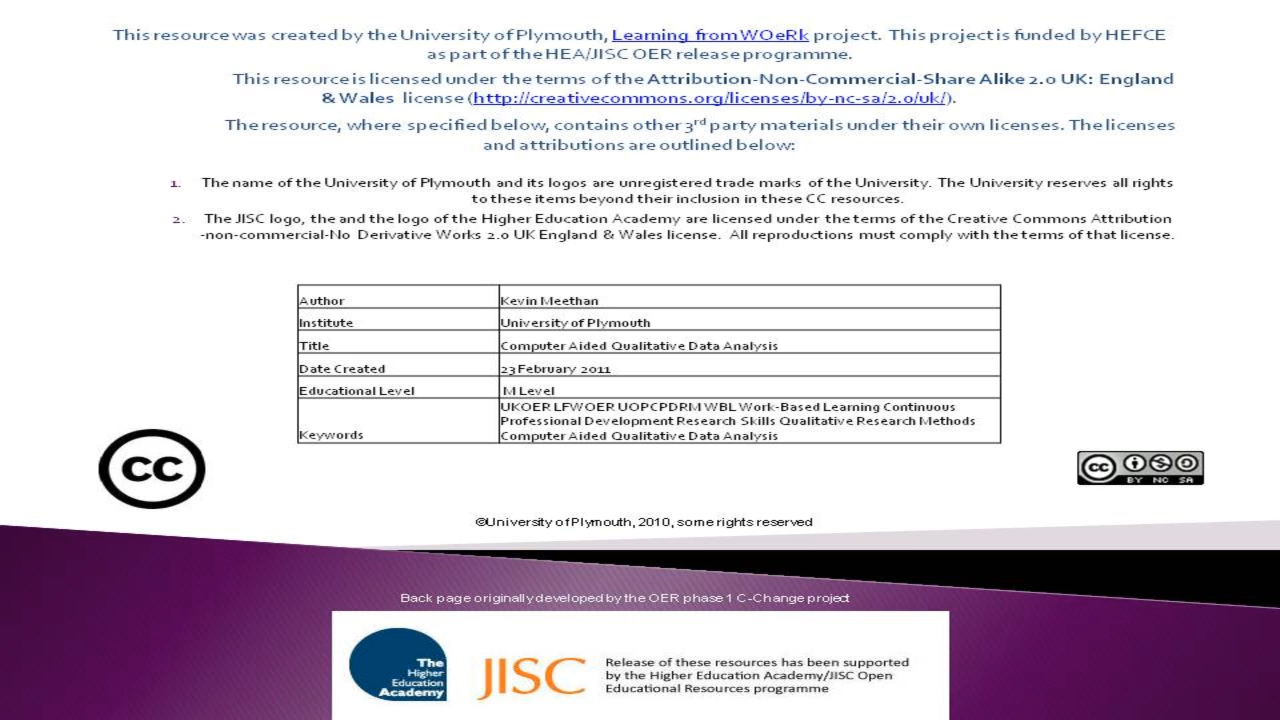 This resource was created by the University of Plymouth, Learning from WOeRk project. This project is funded by HEFCE
as part of the HEA/JISC OER release programme.
This resource is licensed under the terms of the Attribution-Non-Commercial-Share Alike 2.0 UK: England
& Wales license (http://creativecommons.org/licenses/by-nc-sa/2.0/uk/).
The resource, where specified below, contains other 3rd party materials under their own licenses. The licenses
and attributions are outlined below:
1. The name of the University of Plymouth and its logos are unregistered trade marks of the University. The University reserves all rights
to these items beyond their inclusion in these CC resources.
2. The JISC logo, the and the logo of the Higher Education Academy are licensed under the terms of the Creative Commons Attribution
-non-commercial-No Derivative Works 2.0 UK England & Wales license. All reproductions must comply with the terms of that license.
Author Kevin Meethan
Institute University of Plymouth
Title Computer Aided Qualitative Data Analysis
Date Created 23 February 2011
Educational Level M Level
UKOER LFWOER UOPCPDRM WBL Work-Based Learning Continuous
Professional Development Research Skills Qualitative Research Methods
Keywords Computer Aided Qualitative Data Analysis
cc
cc
BY NC SA
©University of Plymouth, 2010, some rights reserved
Back page originally developed by the OER phase 1 C-Change project
The
Higher
Education
Academy
JISC
Release of these resources has been supported
by the Higher Education Academy/JISC Open
Educational Resources programme